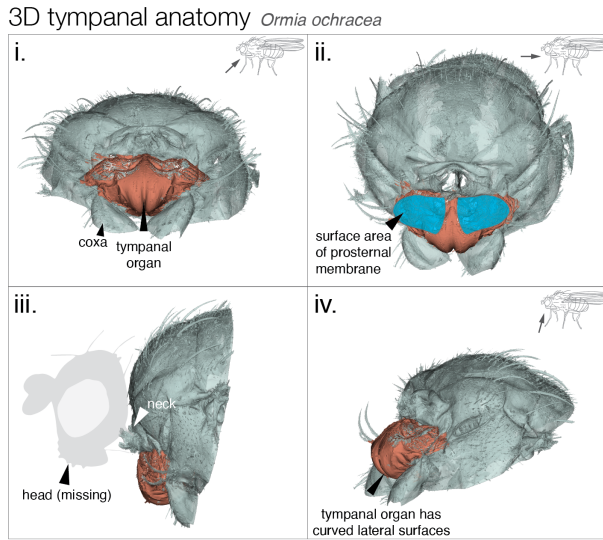 3D tympanal anatomy Ormia ochracea
i.
coxa
tympanal
organ
ii.
surface area
of prosternal
membrane
iii.
neck
head (missing)
iv.
tympanal organ has
curved lateral surfaces